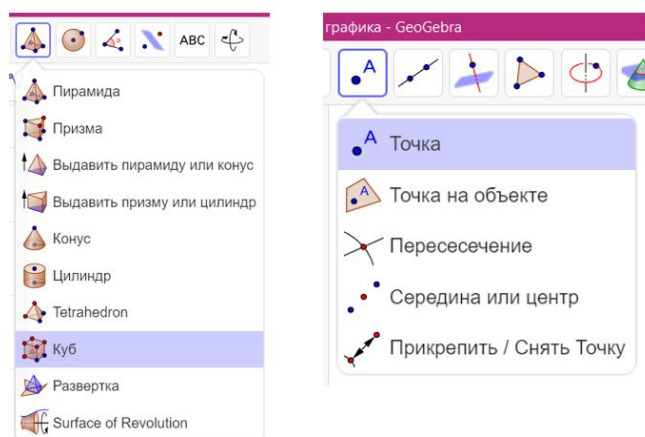 ABC
Пирамида
Призма
Выдавить пирамиду или конус
Выдавить призму или цилиндр
Конус
Цилиндр
Tetrahedron
Куб
Развертка
Surface of Revolution
графика - GeoGebra
A
A
Точка
A
Точка на объекте
Пересесечение
Середина или центр
Прикрепить / Снять Точку